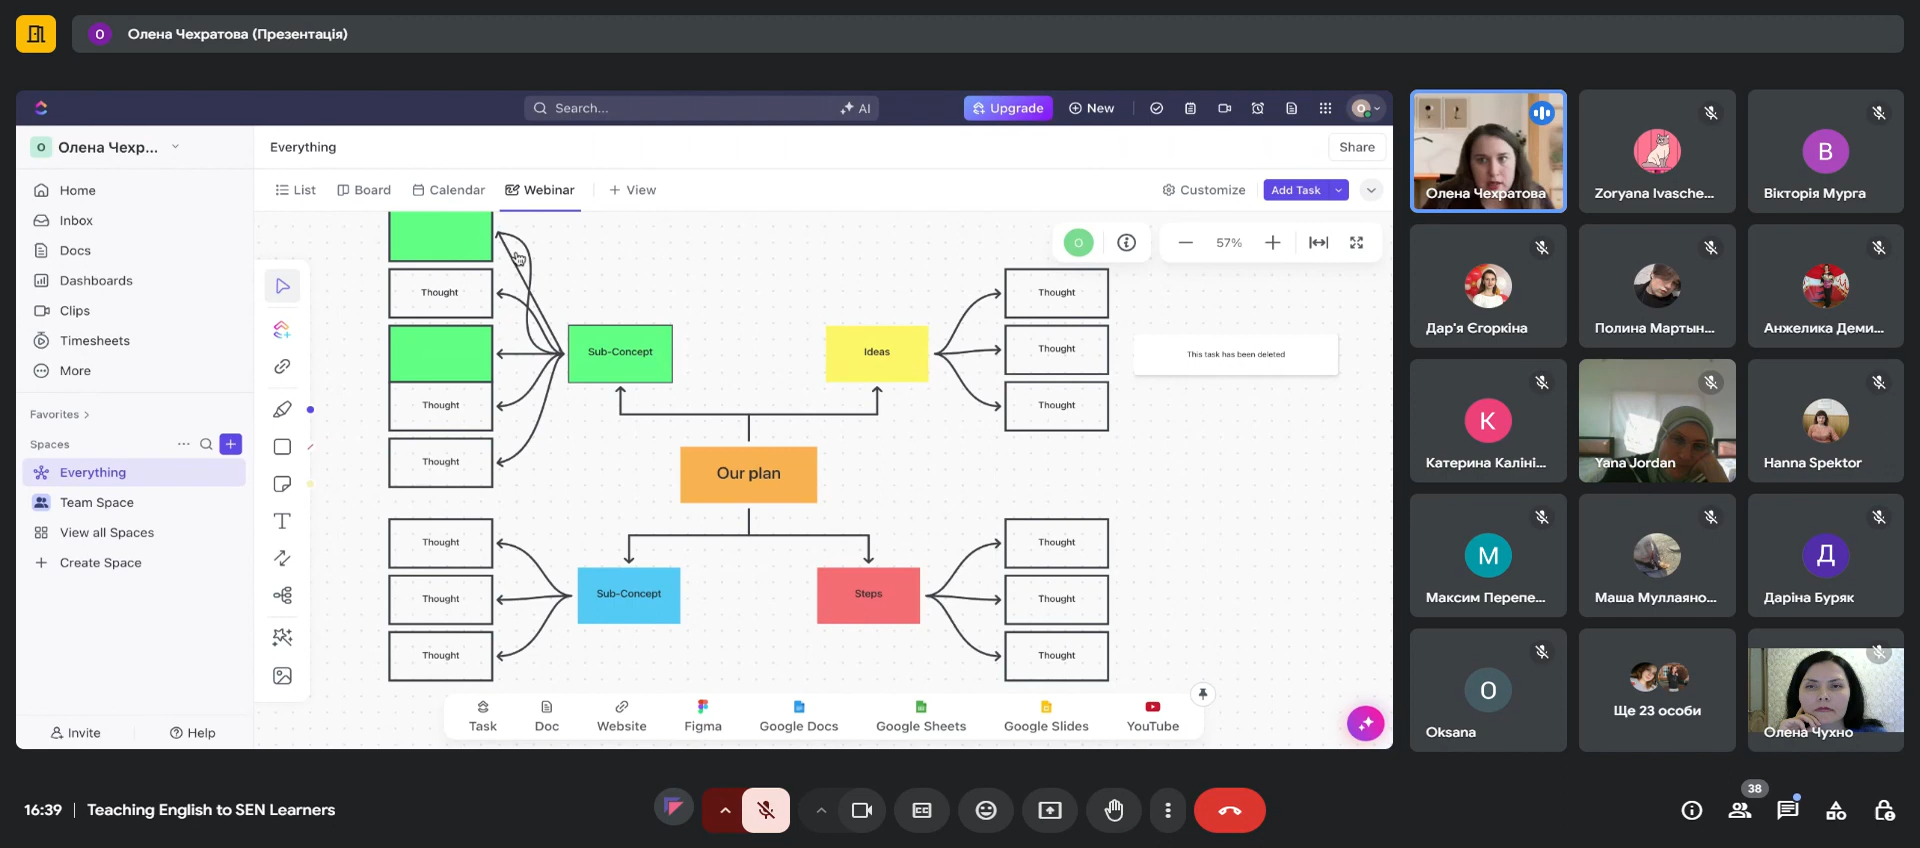 О
Олена Чехратова (Презентація)
Search...
AI
Upgrade
New
O
O
Олена Чехр...
Everything
Share
Home
Inbox
Docs
Dashboards
Clips
Timesheets
More
Favorites
Spaces
Everything
Team Space
View all Spaces
Create Space
Invite
Help
List
Board
Calendar
Webinar
View
Customize
Add Task
O
57%
Thought
Thought
Thought
Sub-Concept
Ideas
Thought
Thought
Thought
This task has been deleted
Our plan
Thought
Thought
Thought
Sub-Concept
Steps
Thought
Thought
Thought
Task
Doc
Website
Figma
Google Docs
Google Sheets
Google Slides
YouTube
Олена Чехратова
Zoryana Ivasche...
В
Вікторія Мурга
Дар'я Єгоркіна
Полина Мартын...
Анжелика Деми...
К
Катерина Каліні...
Yana Jordan
Hanna Spektor
М
Максим Перепе...
Маша Муллаяно...
Д
Даріна Буряк
O
Oksana
Ще 23 особи
Олена Чухно
16:39 | Teaching English to SEN Learners
CC
38